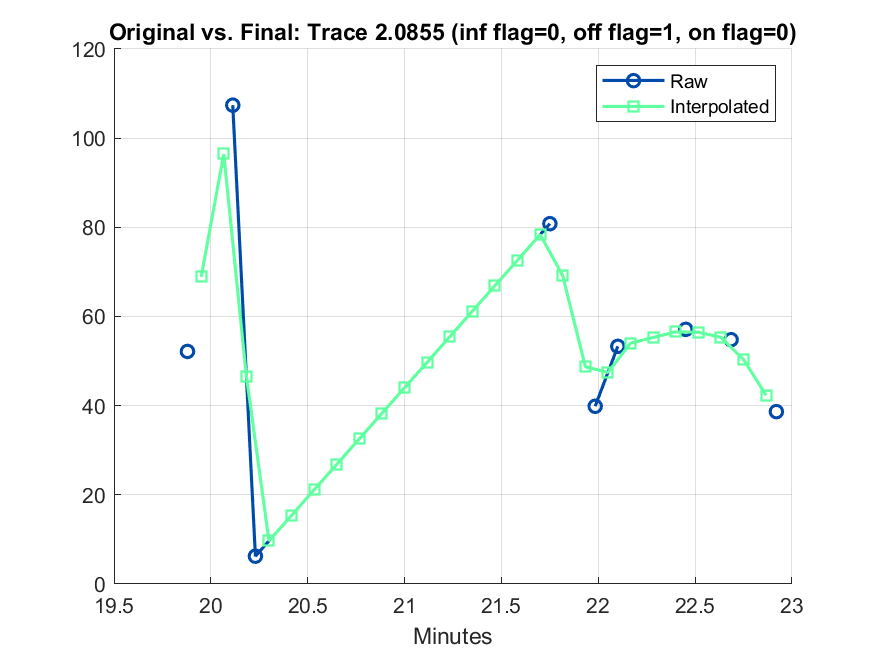 Original vs. Final: Trace 2.0855 (inf flag=0, off flag=1, on flag=0)
120
100
80
60
40
20
0
Raw
Interpolated
19.5 20 20.5 21 21.5 22 22.5 23
Minutes